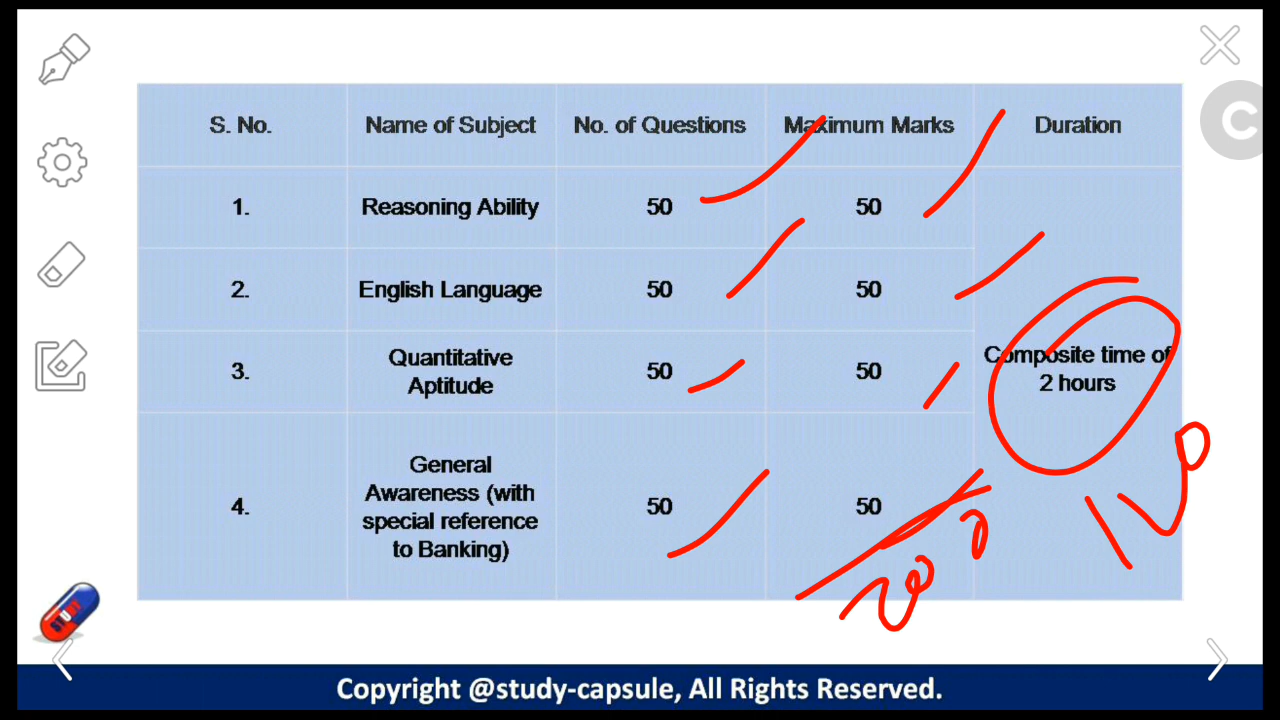 S. No. Name of Subject No. of Questions Maximum Marks Duration
1. Reasoning Ability 50 50
2. English Language 50 50
3. Quantitative
Aptitude 50 50
Composite time of
2 hours
4. General
Awareness (with
special reference
to Banking) 50 50
200
120
STUDY
C
Copyright @study-capsule, All Rights Reserved.